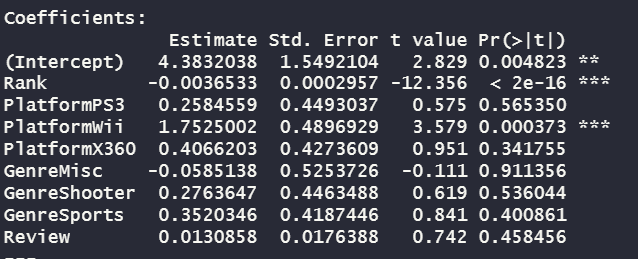 Coefficients:
Estimate Std. Error t value Pr(>|t|)
(Intercept) 4.3832038 1.5492104 2.829 0.004823 **
Rank -0.0036533 0.0002957 -12.356 < 2e-16 ***
PlatformPS3 0.2584559 0.4493037 0.575 0.565350
PlatformWii 1.7525002 0.4896929 3.579 0.000373 ***
PlatformX360 0.4066203 0.4273609 0.951 0.341755
GenreMisc -0.0585138 0.5253726 -0.111 0.911356
GenreShooter 0.2763647 0.4463488 0.619 0.536044
GenreSports 0.3520346 0.4187446 0.841 0.400861
Review 0.0130858 0.0176388 0.742 0.458456
---